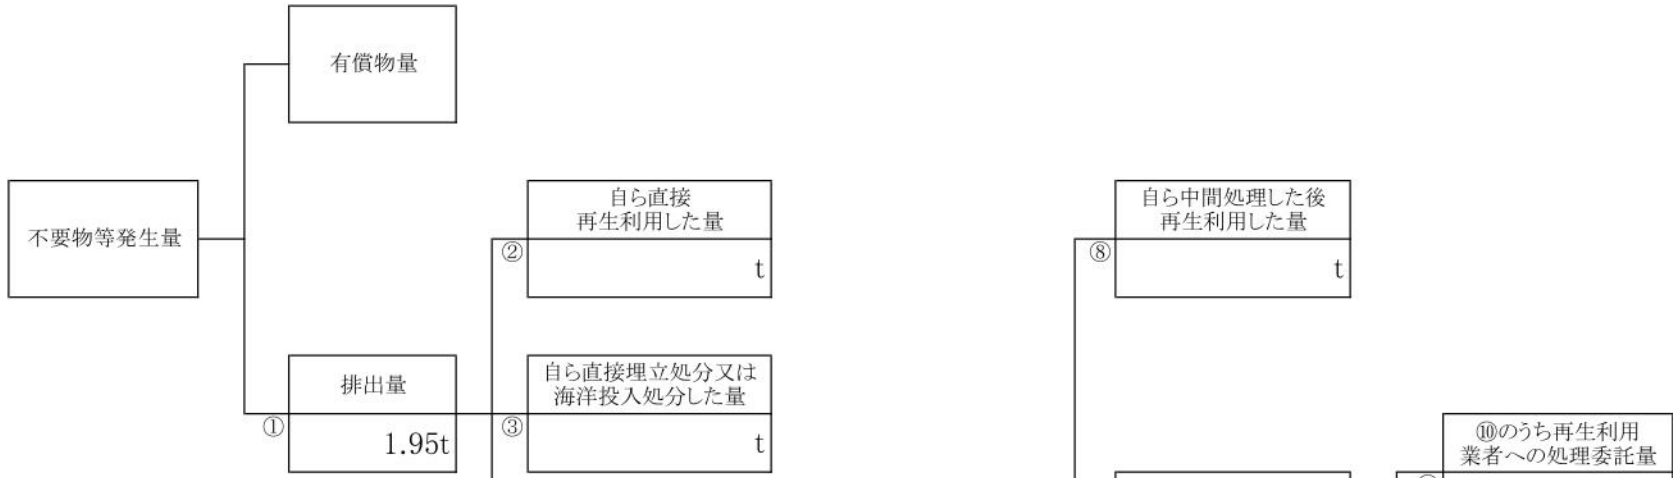 有償物量
不要物等発生量
自ら直接
再生利用した量
②
t
自ら中間処理した後
再生利用した量
⑧
t
排出量
①
1.95t
自ら直接埋立処分又は
海洋投入処分した量
③
t
⑩のうち再生利用
業者への処理委託量